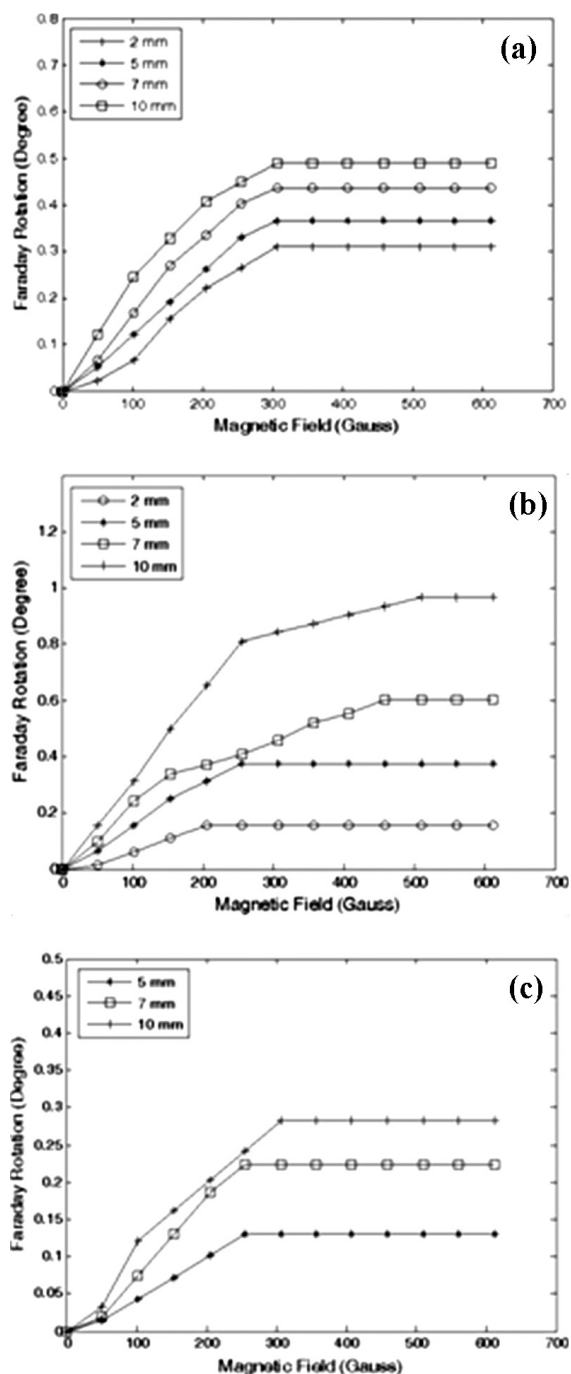 (a)
2 mm
5 mm
7 mm
10 mm
0.8
0.7
0.6
0.5
0.4
0.3
0.2
0.1
0
Faraday Rotation (Degree)
0 100 200 300 400 500 600 700
Magnetic Field (Gauss)
(b)
2 mm
5 mm
7 mm
10 mm
1.2
1
0.8
0.6
0.4
0.2
0
Faraday Rotation (Degree)
0 100 200 300 400 500 600 700
Magnetic Field (Gauss)
(c)
5 mm
7 mm
10 mm
0.5
0.45
0.4
0.35
0.3
0.25
0.2
0.15
0.1
0.05
0
Faraday Rotation (Degree)
0 100 200 300 400 500 600 700
Magnetic Field (Gauss)